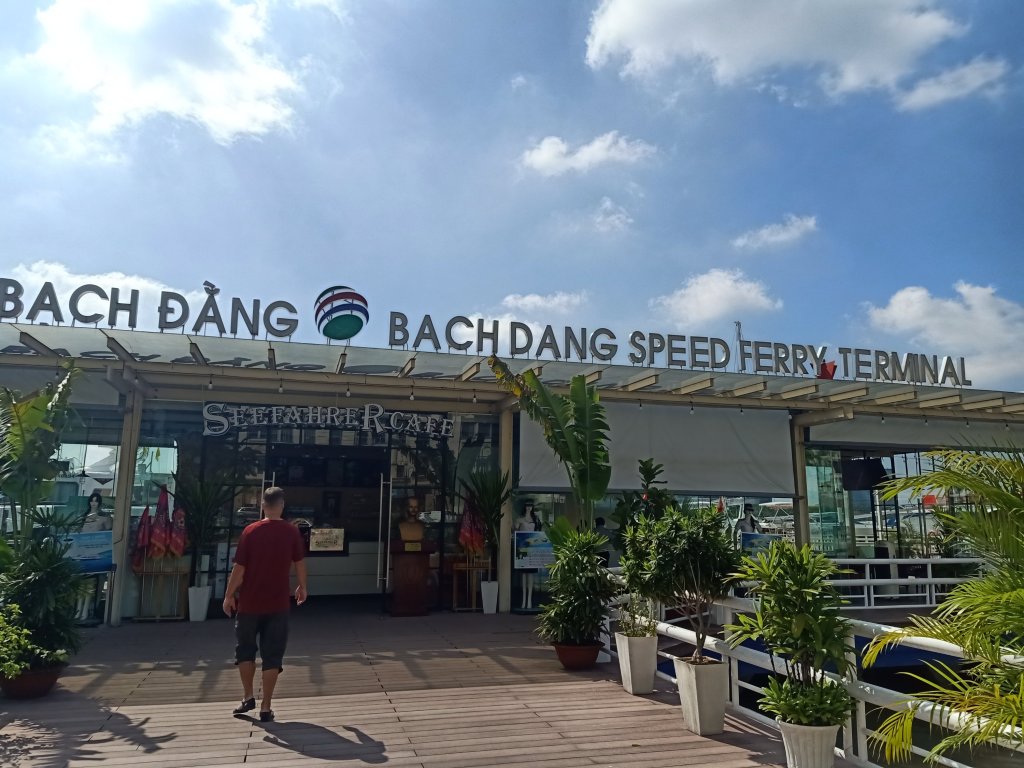 BẠCH ĐẰNG BACH DANG SPEED FERRY TERMINAL
SEEFAHRER CAFE